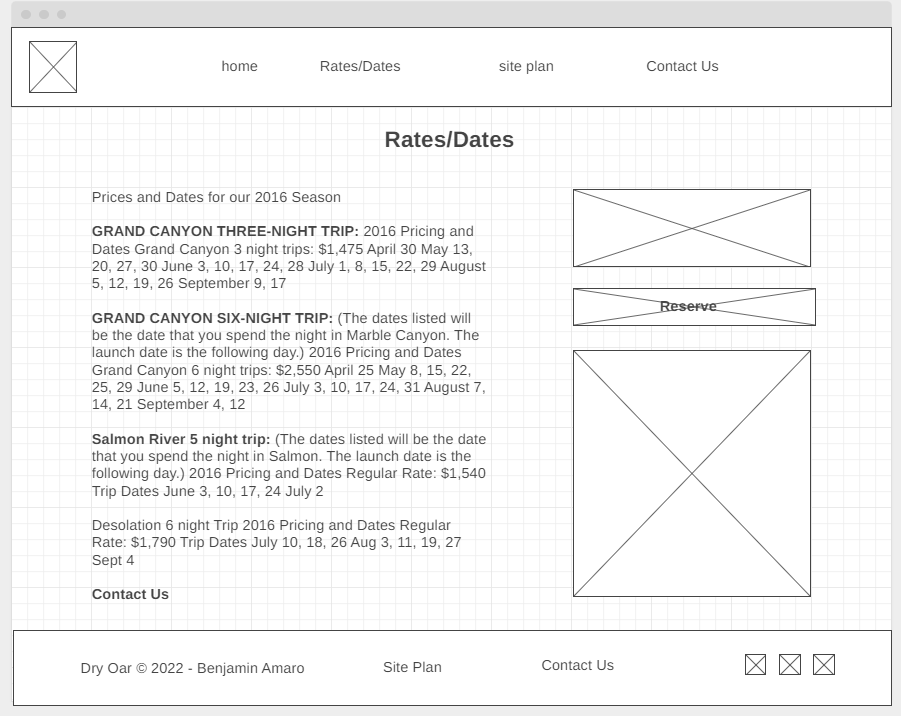 home Rates/Dates site plan Contact Us
Rates/Dates
Prices and Dates for our 2016 Season
GRAND CANYON THREE-NIGHT TRIP: 2016 Pricing and
Dates Grand Canyon 3 night trips: $1,475 April 30 May 13,
20, 27, 30 June 3, 10, 17, 24, 28 July 1, 8, 15, 22, 29 August
5, 12, 19, 26 September 9, 17
GRAND CANYON SIX-NIGHT TRIP: (The dates listed will
be the date that you spend the night in Marble Canyon. The
launch date is the following day.) 2016 Pricing and Dates
Grand Canyon 6 night trips: $2,550 April 25 May 8, 15, 22,
25, 29 June 5, 12, 19, 23, 26 July 3, 10, 17, 24, 31 August 7,
14, 21 September 4, 12
Salmon River 5 night trip: (The dates listed will be the date
that you spend the night in Salmon. The launch date is the
following day.) 2016 Pricing and Dates Regular Rate: $1,540
Trip Dates June 3, 10, 17, 24 July 2
Desolation 6 night Trip 2016 Pricing and Dates Regular
Rate: $1,790 Trip Dates July 10, 18, 26 Aug 3, 11, 19, 27
Sept 4
Contact Us
Reserve
Dry Oar © 2022 - Benjamin Amaro Site Plan Contact Us